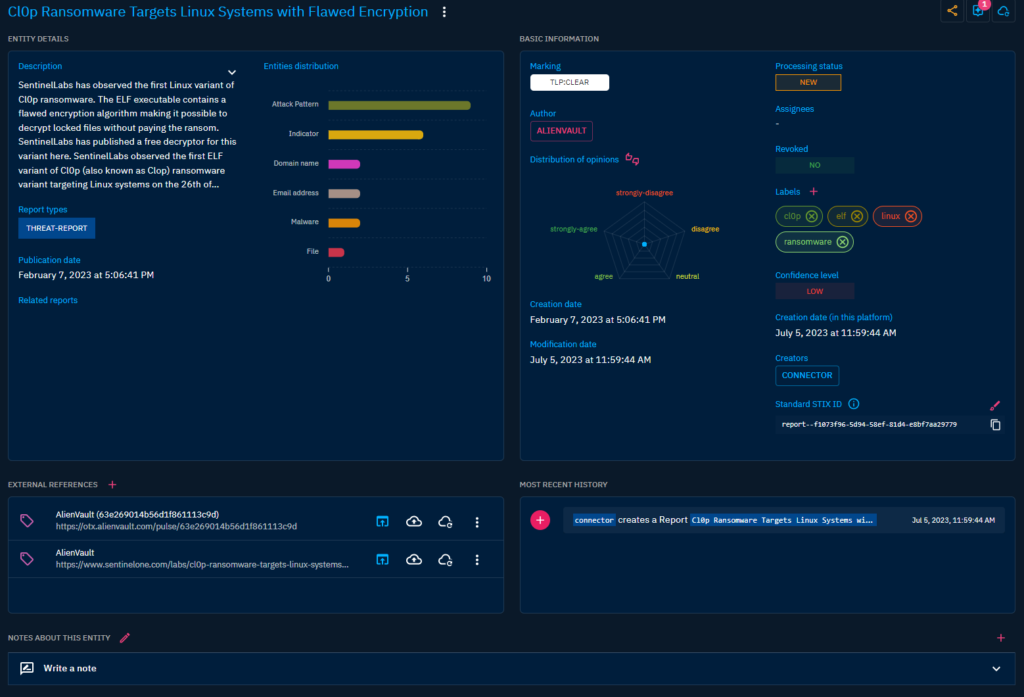 Cl0p Ransomware Targets Linux Systems with Flawed Encryption
1
ENTITY DETAILS
Description
SentinelLabs has observed the first Linux variant of
Cl0p ransomware. The ELF executable contains a
flawed encryption algorithm making it possible to
decrypt locked files without paying the ransom.
SentinelLabs has published a free decryptor for this
variant here. SentinelLabs observed the first ELF
variant of Cl0p (also known as Clop) ransomware
variant targeting Linux systems on the 26th of...
Report types
THREAT-REPORT
Publication date
February 7, 2023 at 5:06:41 PM
Related reports
Entities distribution
Attack Pattern
Indicator
Domain name
Email address
Malware
File
0 5 10
BASIC INFORMATION
Marking
TLP:CLEAR
Author
ALIENVAULT
Distribution of opinions
strongly-disagree
strongly-agree
disagree
agree
neutral
Creation date
February 7, 2023 at 5:06:41 PM
Modification date
July 5, 2023 at 11:59:44 AM
Processing status
NEW
Assignees
-
Revoked
NO
Labels
cl0p elf linux
ransomware
Confidence level
LOW
Creation date (in this platform)
July 5, 2023 at 11:59:44 AM
Creators
CONNECTOR
Standard STIX ID
report--f1073f96-5d94-58ef-81d4-e8bf7aa29779
EXTERNAL REFERENCES
AlienVault (63e269014b56d1f861113c9d)
https://otx.alienvault.com/pulse/63e269014b56d1f861113c9d
AlienVault
https://www.sentinelone.com/labs/cl0p-ransomware-targets-linux-systems...
MOST RECENT HISTORY
connector creates a Report Cl0p Ransomware Targets Linux Systems wi... Jul 5, 2023, 11:59:44 AM
NOTES ABOUT THIS ENTITY
Write a note